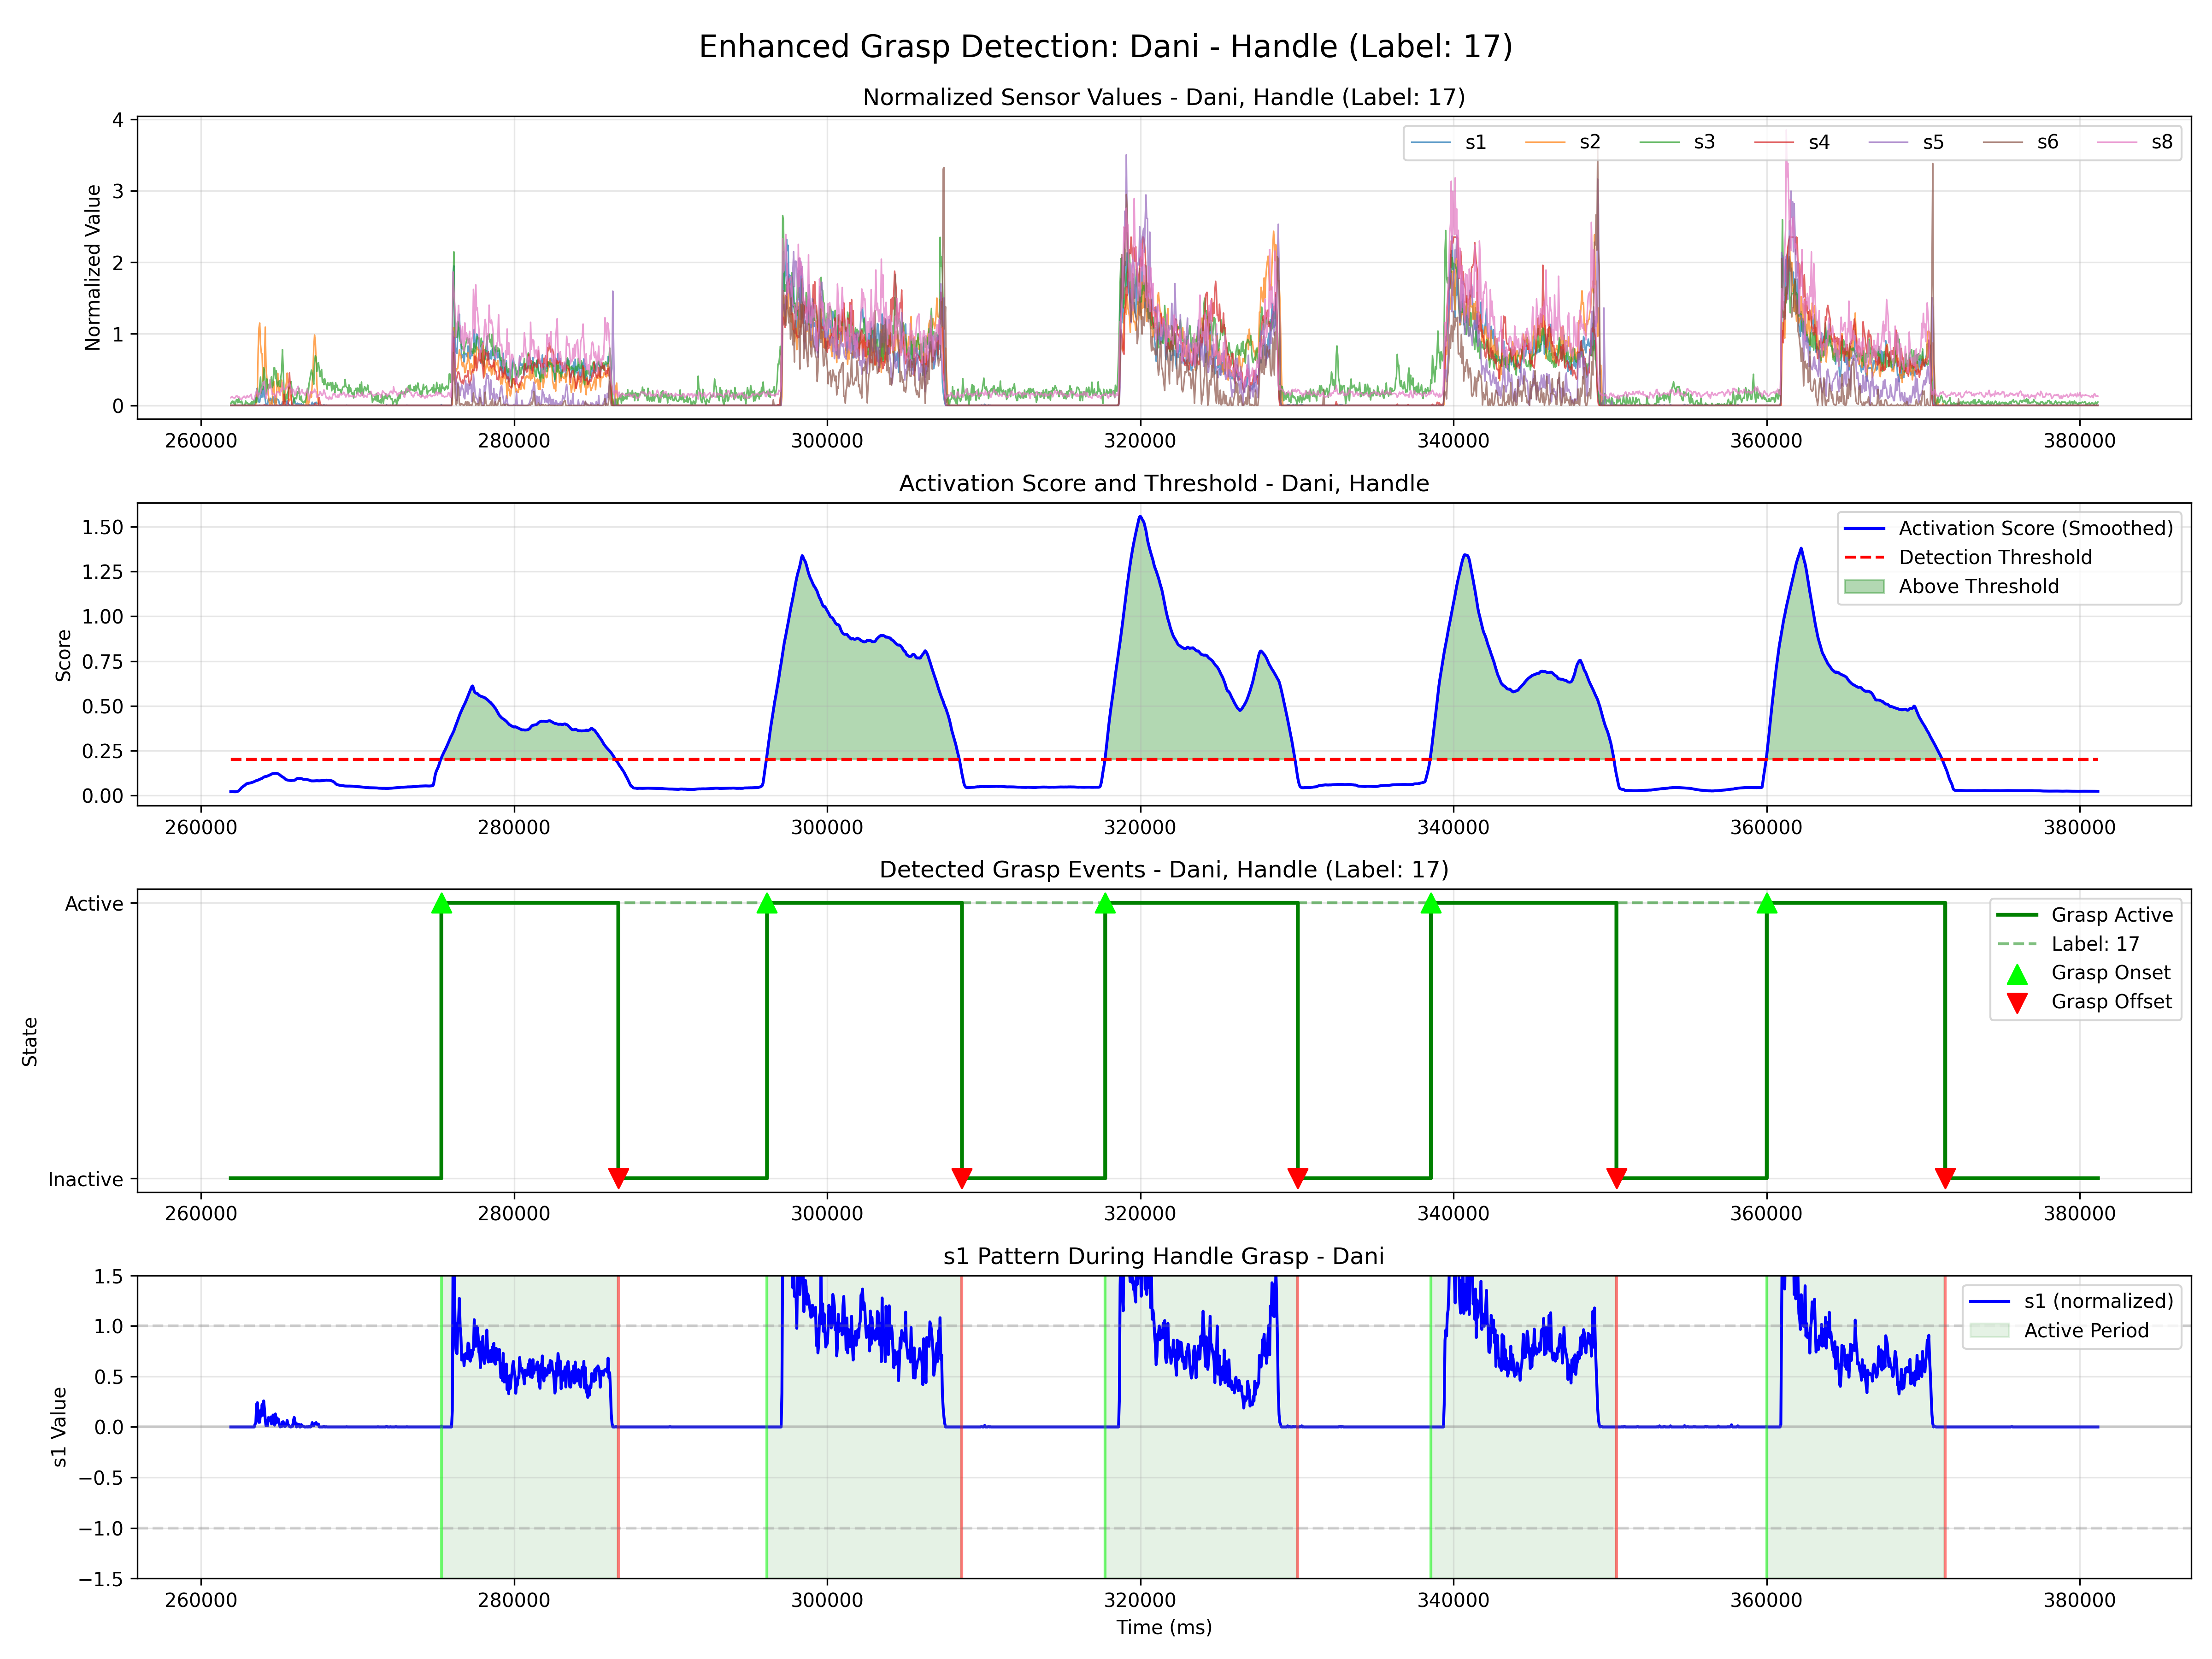 Enhanced Grasp Detection: Dani - Handle (Label: 17)
Normalized Sensor Values - Dani, Handle (Label: 17)
Normalized Value
4
3
2
1
0
s1 s2 s3 s4 s5 s6 s8
260000 280000 300000 320000 340000 360000 380000
Activation Score and Threshold - Dani, Handle
Score
1.50
1.25
1.00
0.75
0.50
0.25
0.00
Activation Score (Smoothed)
Detection Threshold
Above Threshold
260000 280000 300000 320000 340000 360000 380000
Detected Grasp Events - Dani, Handle (Label: 17)
State
Active
Inactive
Grasp Active
Label: 17
Grasp Onset
Grasp Offset
260000 280000 300000 320000 340000 360000 380000
s1 Pattern During Handle Grasp - Dani
s1 Value
1.5
1.0
0.5
0.0
−0.5
−1.0
−1.5
s1 (normalized)
Active Period
260000 280000 300000 320000 340000 360000 380000
Time (ms)